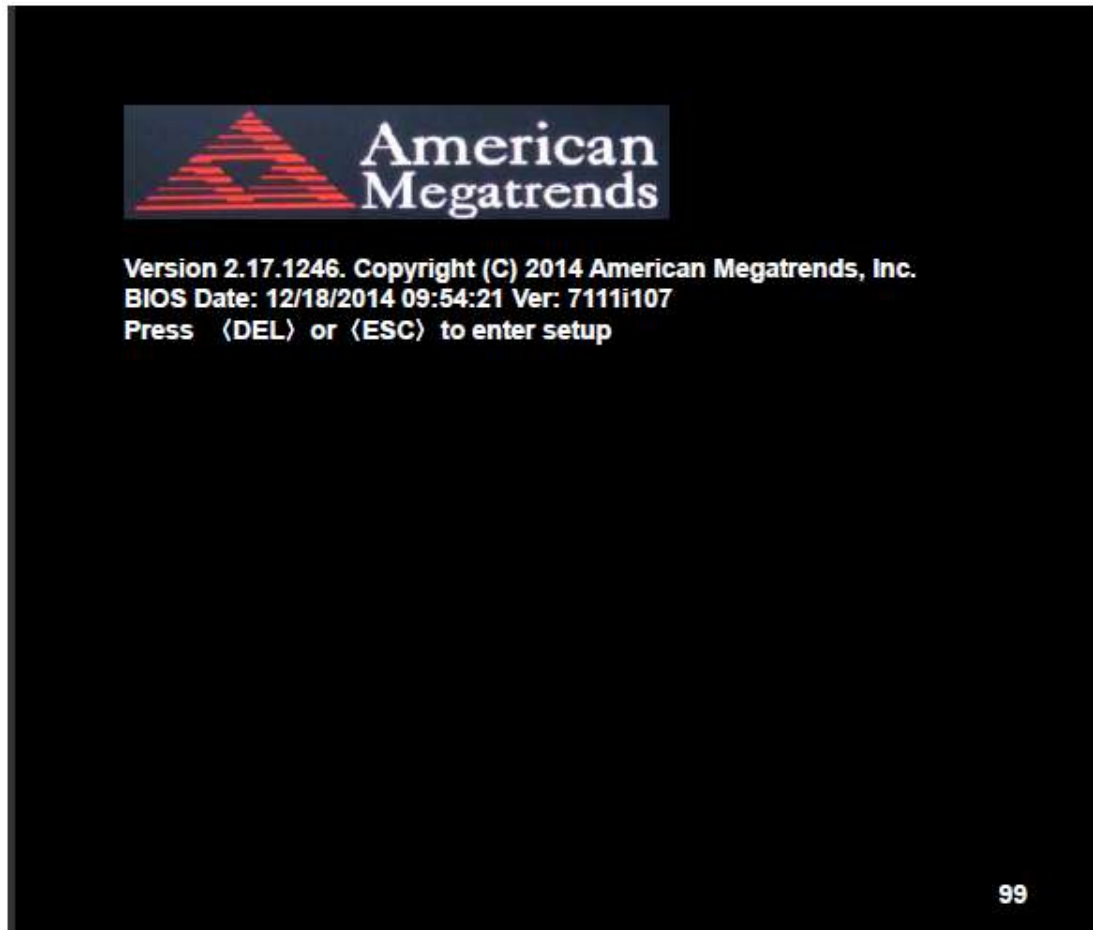 American
Megatrends
Version 2.17.1246. Copyright (C) 2014 American Megatrends, Inc.
BIOS Date: 12/18/2014 09:54:21 Ver: 7111i107
Press 〈DEL〉or〈ESC〉to enter setup
99